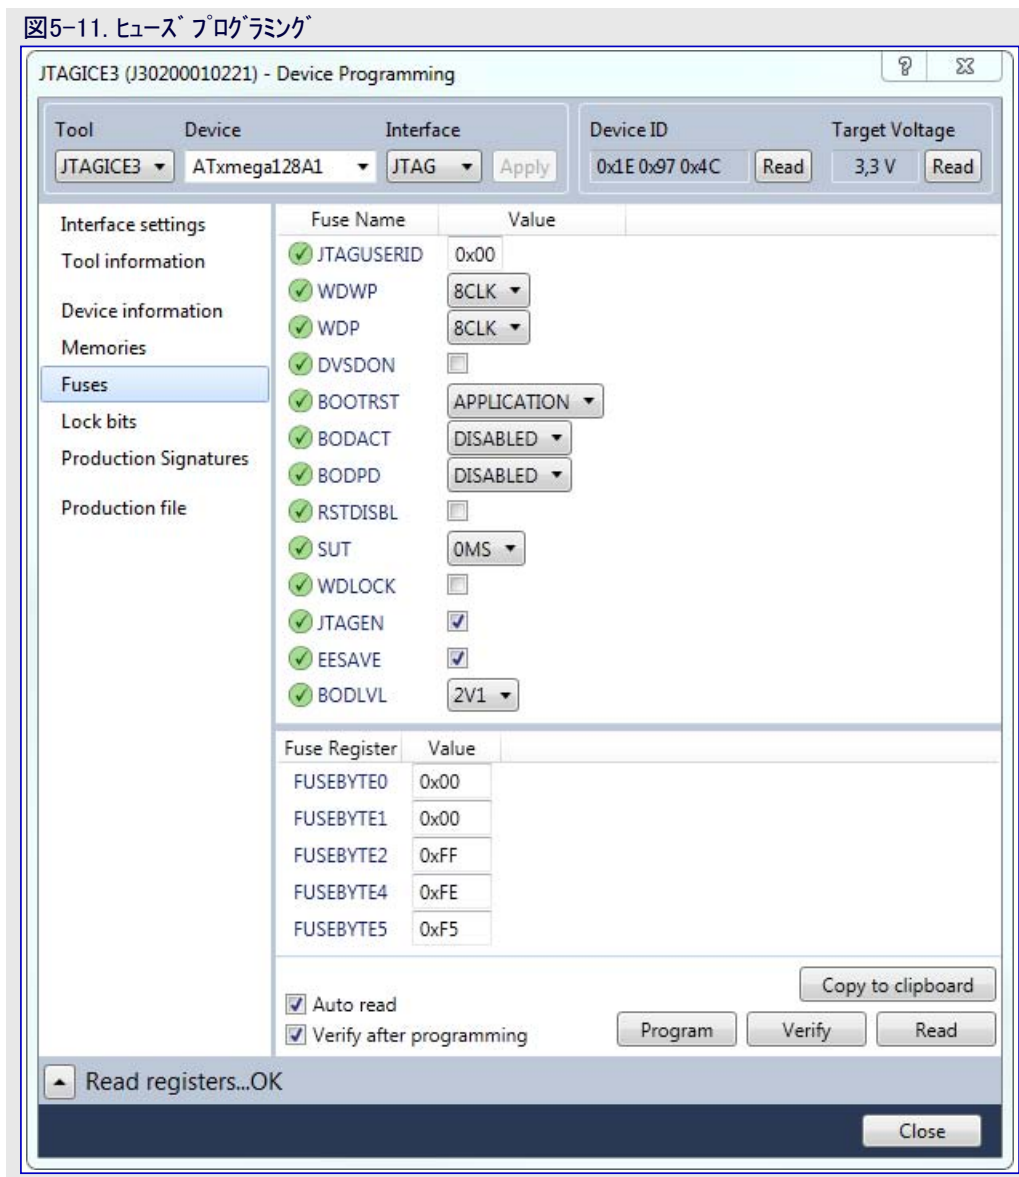 図5-11. ヒューズ プログラミング
JTAGICE3 (J30200010221) - Device Programming
Tool Device Interface Device ID Target Voltage
JTAGICE3 ATxmega128A1 JTAG Apply 0x1E 0x97 0x4C Read 3,3 V Read
Interface settings
Tool information
Device information
Memories
Fuses
Lock bits
Production Signatures
Production file
Fuse Name Value
JTAGUSERID 0x00
WDWP 8CLK
WDP 8CLK
DVSDON
BOOTRST APPLICATION
BODACT DISABLED
BODPD DISABLED
RSTDISBL
SUT 0MS
WDLOCK
JTAGEN
EESAVE
BODLVL 2V1
Fuse Register Value
FUSEBYTE0 0x00
FUSEBYTE1 0x00
FUSEBYTE2 0xFF
FUSEBYTE4 0xFE
FUSEBYTE5 0xF5
Copy to clipboard
Auto read
Verify after programming Program Verify Read
Read registers...OK
Close